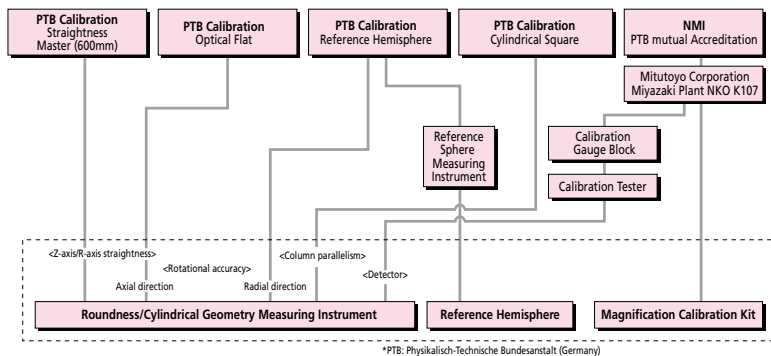 PTB Calibration
Straightness
Master (600mm)
PTB Calibration
Optical Flat
PTB Calibration
Reference Hemisphere
PTB Calibration
Cylindrical Square
NMI
PTB mutual Accreditation
Mitutoyo Corporation
Miyazaki Plant NKO K107
Reference
Sphere
Measuring
Instrument
Calibration
Gauge Block
Calibration Tester
<Z-axis/R-axis straightness>
<Rotational accuracy>
Axial direction
Radial direction
<Column parallelism>
<Detector>
Roundness/Cylindrical Geometry Measuring Instrument
Reference Hemisphere
Magnification Calibration Kit
*PTB: Physikalisch-Technische Bundesanstalt (Germany)